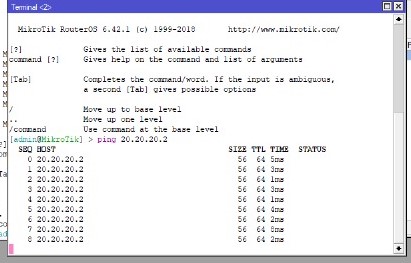 Terminal <2>
MikroTik RouterOS 6.42.1 (c) 1999-2018 http://www.mikrotik.com/
[?] Gives the list of available commands
command [?] Gives help on the command and list of arguments
[Tab] Completes the command/word. If the input is ambiguous,
a second [Tab] gives possible options
/ Move up to base level
.. Move up one level
/command Use command at the base level
[admin@MikroTik] > ping 20.20.20.2
SEQ HOST SIZE TTL TIME STATUS
0 20.20.20.2 56 64 5ms
1 20.20.20.2 56 64 2ms
2 20.20.20.2 56 64 1ms
3 20.20.20.2 56 64 3ms
4 20.20.20.2 56 64 1ms
5 20.20.20.2 56 64 4ms
6 20.20.20.2 56 64 2ms
7 20.20.20.2 56 64 8ms
8 20.20.20.2 56 64 2ms